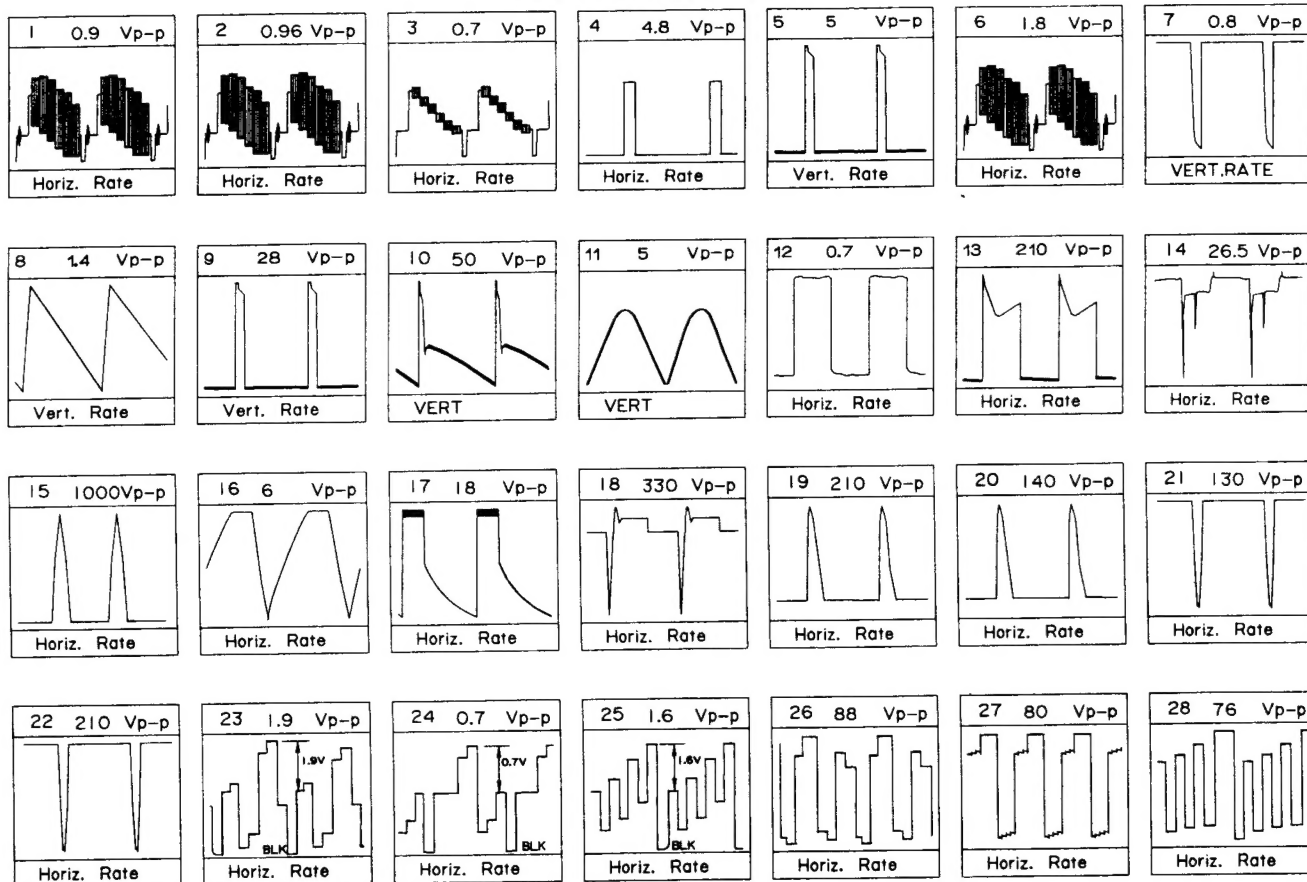 1 0.9 Vp-p
Horiz. Rate
2 0.96 Vp-p
Horiz. Rate
3 0.7 Vp-p
Horiz. Rate
4 4.8 Vp-p
Horiz. Rate
5 5 Vp-p
Vert. Rate
6 1.8 Vp-p
Horiz. Rate
7 0.8 Vp-p
VERT.RATE
8 1.4 Vp-p
Vert. Rate
9 28 Vp-p
Vert. Rate
10 50 Vp-p
VERT
11 5 Vp-p
VERT
12 0.7 Vp-p
Horiz. Rate
13 210 Vp-p
Horiz. Rate
14 26.5 Vp-p
Horiz. Rate
15 1000Vp-p
Horiz. Rate
16 6 Vp-p
Horiz. Rate
17 18 Vp-p
Horiz. Rate
18 330 Vp-p
Horiz. Rate
19 210 Vp-p
Horiz. Rate
20 140 Vp-p
Horiz. Rate
21 130 Vp-p
Horiz. Rate
22 210 Vp-p
Horiz. Rate
23 1.9 Vp-p
1.9V
BLK
Horiz. Rate
24 0.7 Vp-p
0.7V
BLK
Horiz. Rate
25 1.6 Vp-p
1.6V
BLK
Horiz. Rate
26 88 Vp-p
Horiz. Rate
27 80 Vp-p
Horiz. Rate
28 76 Vp-p
Horiz. Rate